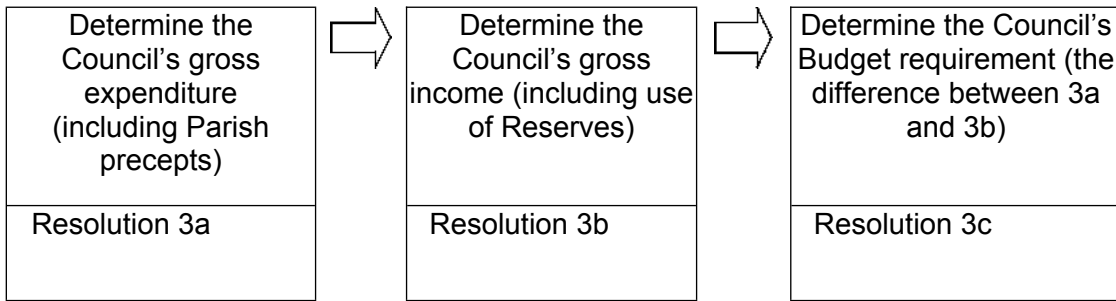 Determine the
Council’s gross
expenditure
(including Parish
precepts)
Resolution 3a
Determine the
Council’s gross
income (including use
of Reserves)
Resolution 3b
Determine the Council’s
Budget requirement (the
difference between 3a
and 3b)
Resolution 3c